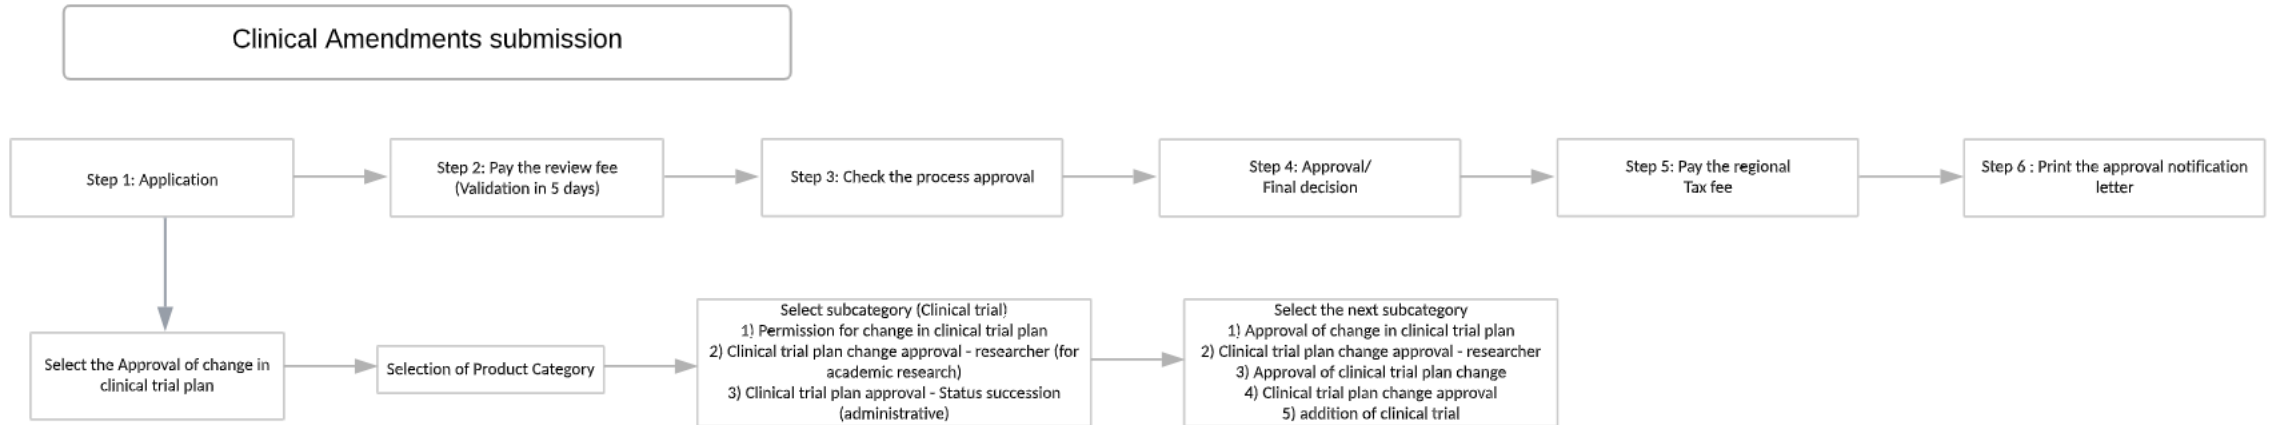 Clinical Amendments submission
Step 1: Application
Step 2: Pay the review fee
(Validation in 5 days)
Step 3: Check the process approval
Step 4: Approval/
Final decision
Step 5: Pay the regional
Tax fee
Step 6 : Print the approval notification
letter
Select the Approval of change in
clinical trial plan
Selection of Product Category
Select subcategory (Clinical trial)
1) Permission for change in clinical trial plan
2) Clinical trial plan change approval - researcher (for
academic research)
3) Clinical trial plan approval - Status succession
(administrative)
Select the next subcategory
1) Approval of change in clinical trial plan
2) Clinical trial plan change approval - researcher
3) Approval of clinical trial plan change
4) Clinical trial plan change approval
5) addition of clinical trial